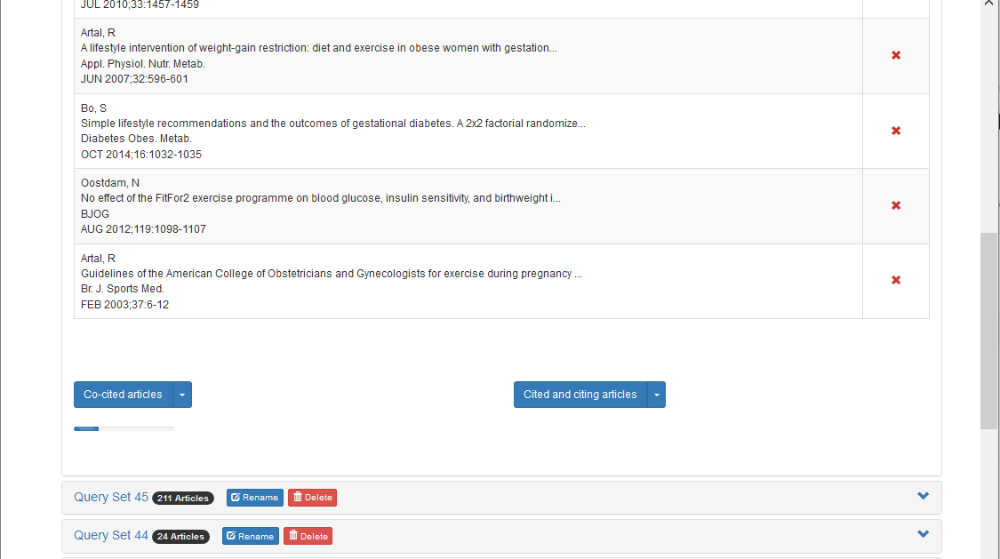 JUL 2010;33:1457-1459
Artal, R
A lifestyle intervention of weight-gain restriction: diet and exercise in obese women with gestation...
Appl. Physiol. Nutr. Metab.
JUN 2007;32:596-601
Bo, S
Simple lifestyle recommendations and the outcomes of gestational diabetes. A 2x2 factorial randomize...
Diabetes Obes. Metab.
OCT 2014;16:1032-1035
Oostdam, N
No effect of the FitFor2 exercise programme on blood glucose, insulin sensitivity, and birthweight i...
BJOG
AUG 2012;119:1098-1107
Artal, R
Guidelines of the American College of Obstetricians and Gynecologists for exercise during pregnancy ...
Br. J. Sports Med.
FEB 2003;37:6-12
Co-cited articles
Cited and citing articles
Query Set 45 211 Articles Rename Delete
Query Set 44 24 Articles Rename Delete